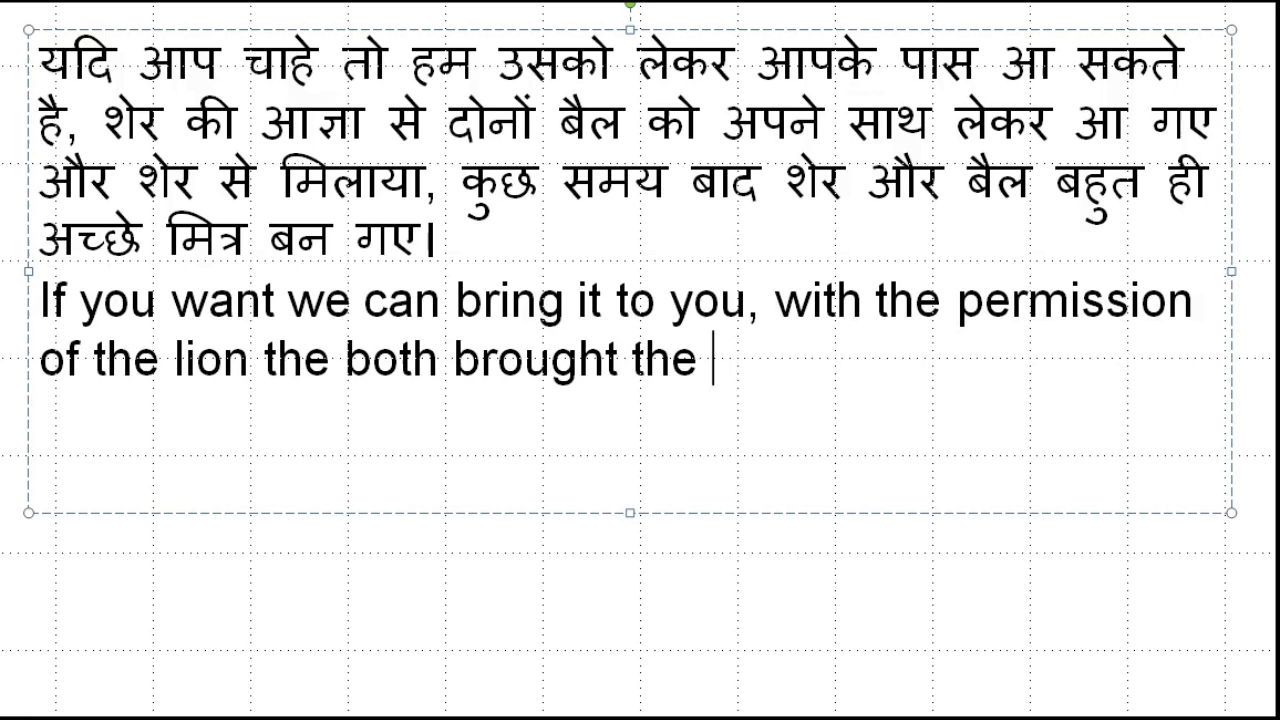 यदि आप चाहे तो हम उसको लेकर आपके पास आ सकते
है, शेर की आज्ञा से दोनों बैल को अपने साथ लेकर आ गए
और शेर से मिलाया, कुछ समय बाद शेर और बैल बहुत ही
अच्छे मित्र बन गए।
If you want we can bring it to you, with the permission
of the lion the both brought the